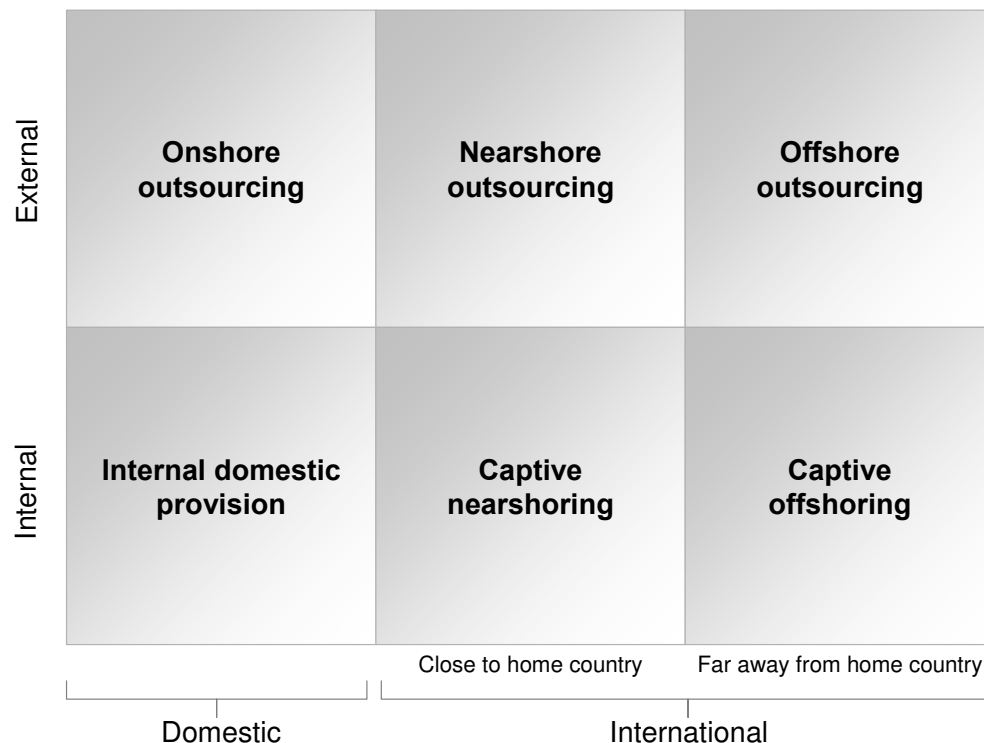 External
Onshore
outsourcing
Nearshore
outsourcing
Offshore
outsourcing
Internal
Internal domestic
provision
Captive
nearshoring
Captive
offshoring
Close to home country
Far away from home country
Domestic
International